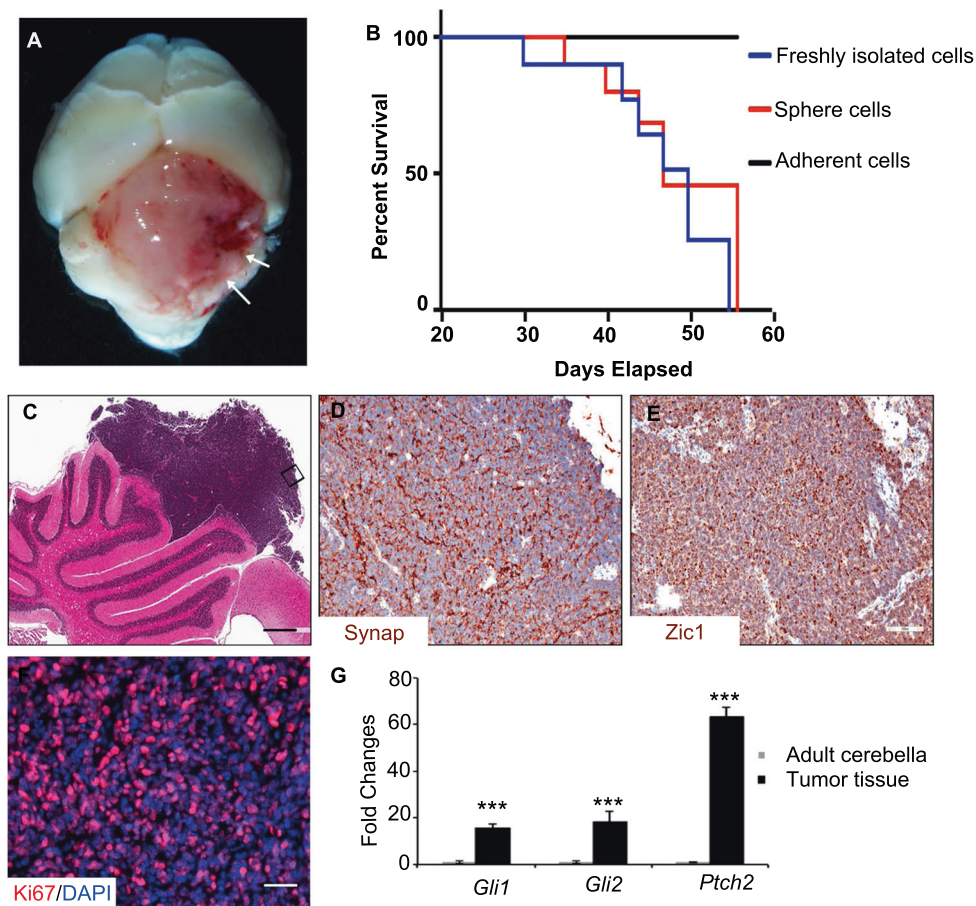 A
B
100
50
0
Percent Survival
20 30 40 50 60
Days Elapsed
Freshly isolated cells
Sphere cells
Adherent cells
C
D
Synap
E
Zic1
F
Ki67/DAPI
G
80
60
40
20
0
Fold Changes
***
***
***
Gli1 Gli2 Ptch2
Adult cerebella
Tumor tissue